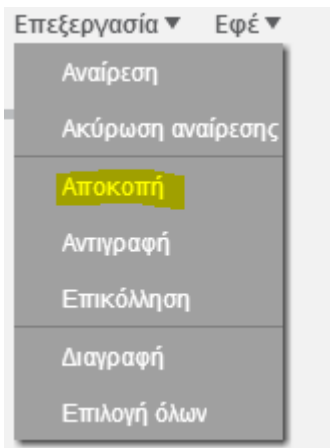 Επεξεργασία ▼ Εφέ ▼
Αναίρεση
Ακύρωση αναίρεσης
Αποκοπή
Αντιγραφή
Επικόλληση
Διαγραφή
Επιλογή όλων